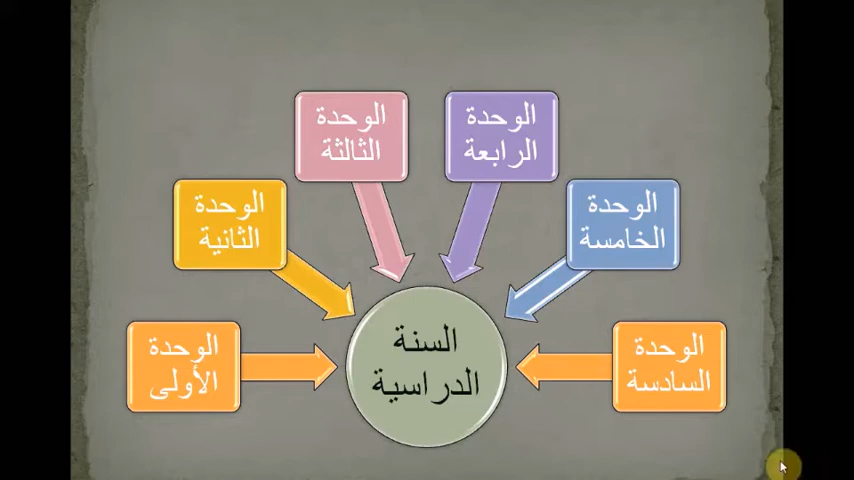 الوحدة
الأولى
الوحدة
الثانية
الوحدة
الثالثة
الوحدة
الرابعة
الوحدة
الخامسة
الوحدة
السادسة
السنة
الدراسية